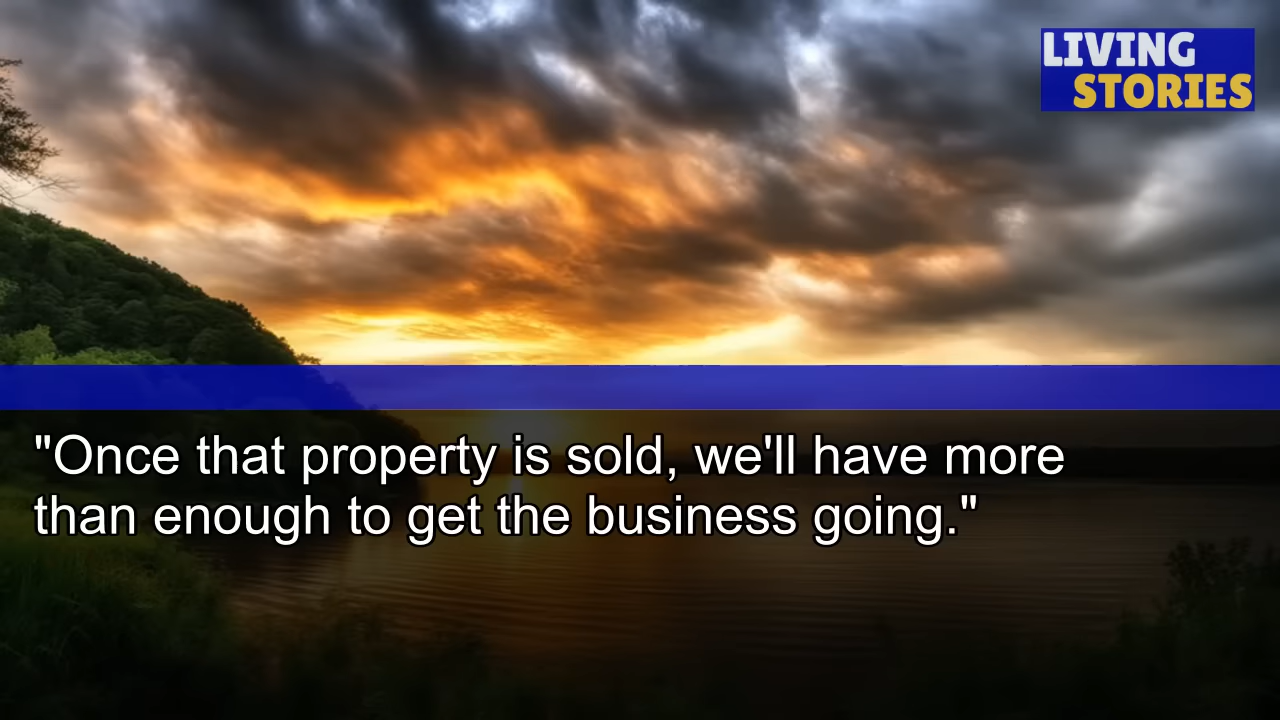 LIVING
STORIES
"Once that property is sold, we'll have more
than enough to get the business going."